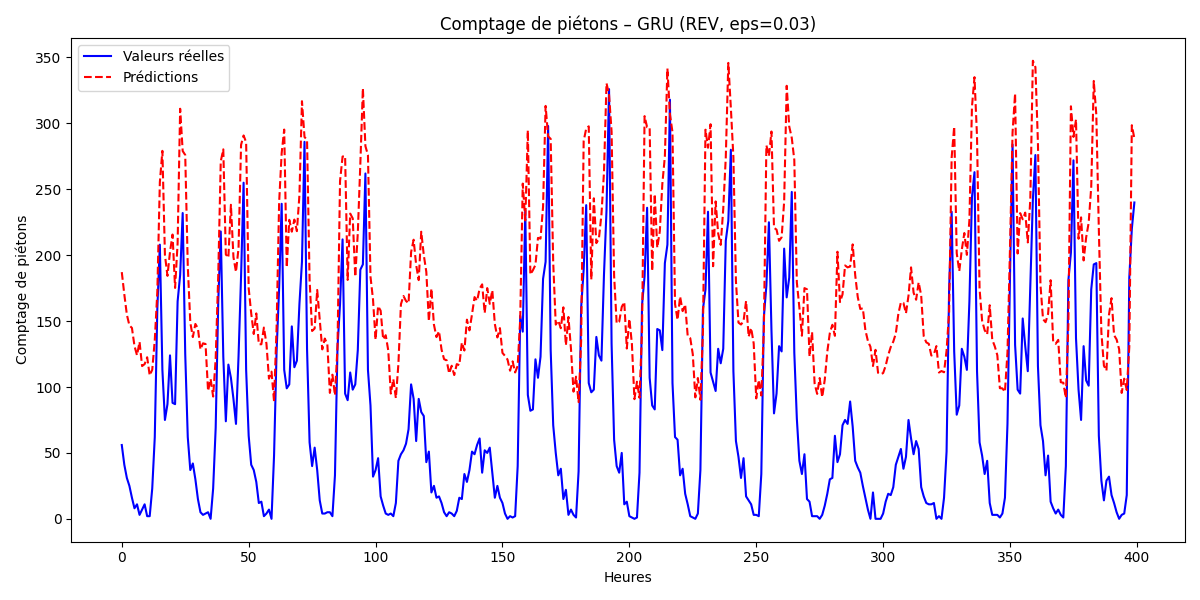 Comptage de piétons – GRU (REV, eps=0.03)
Valeurs réelles
Prédictions
Comptage de piétons
350
300
250
200
150
100
50
0
0 50 100 150 200 250 300 350 400
Heures